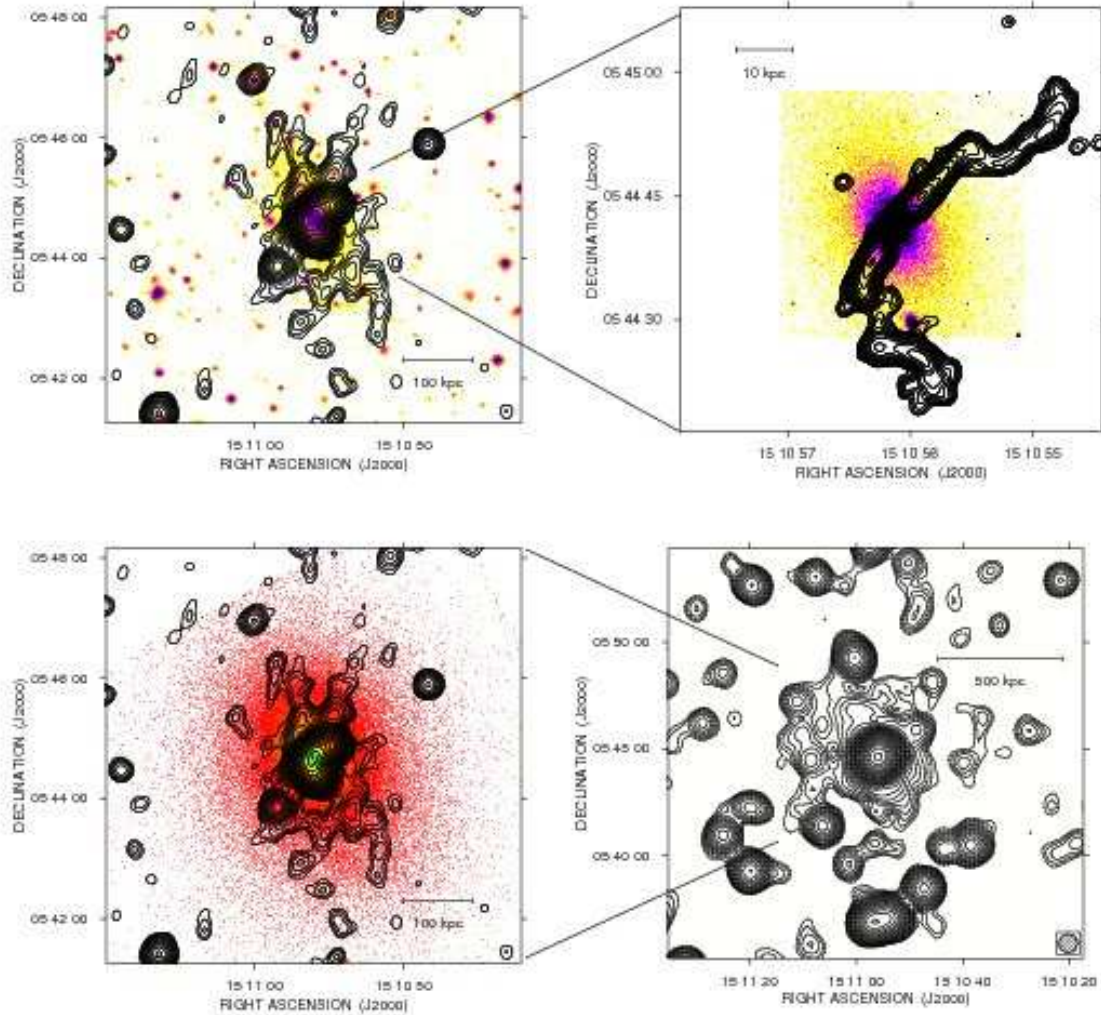 05 48 00
05 46 00
05 44 00
05 42 00
DECLINATION (J2000)
100 kpc
15 11 00 15 10 50
RIGHT ASCENSION (J2000)
10 kpc
05 45 00
05 44 45
05 44 30
DECLINATION (J2000)
15 10 57 15 10 56 15 10 55
RIGHT ASCENSION (J2000)
05 48 00
05 46 00
05 44 00
05 42 00
DECLINATION (J2000)
100 kpc
15 11 00 15 10 50
RIGHT ASCENSION (J2000)
05 50 00
05 45 00
05 40 00
DECLINATION (J2000)
500 kpc
15 11 20 15 11 00 15 10 40 15 10 20
RIGHT ASCENSION (J2000)